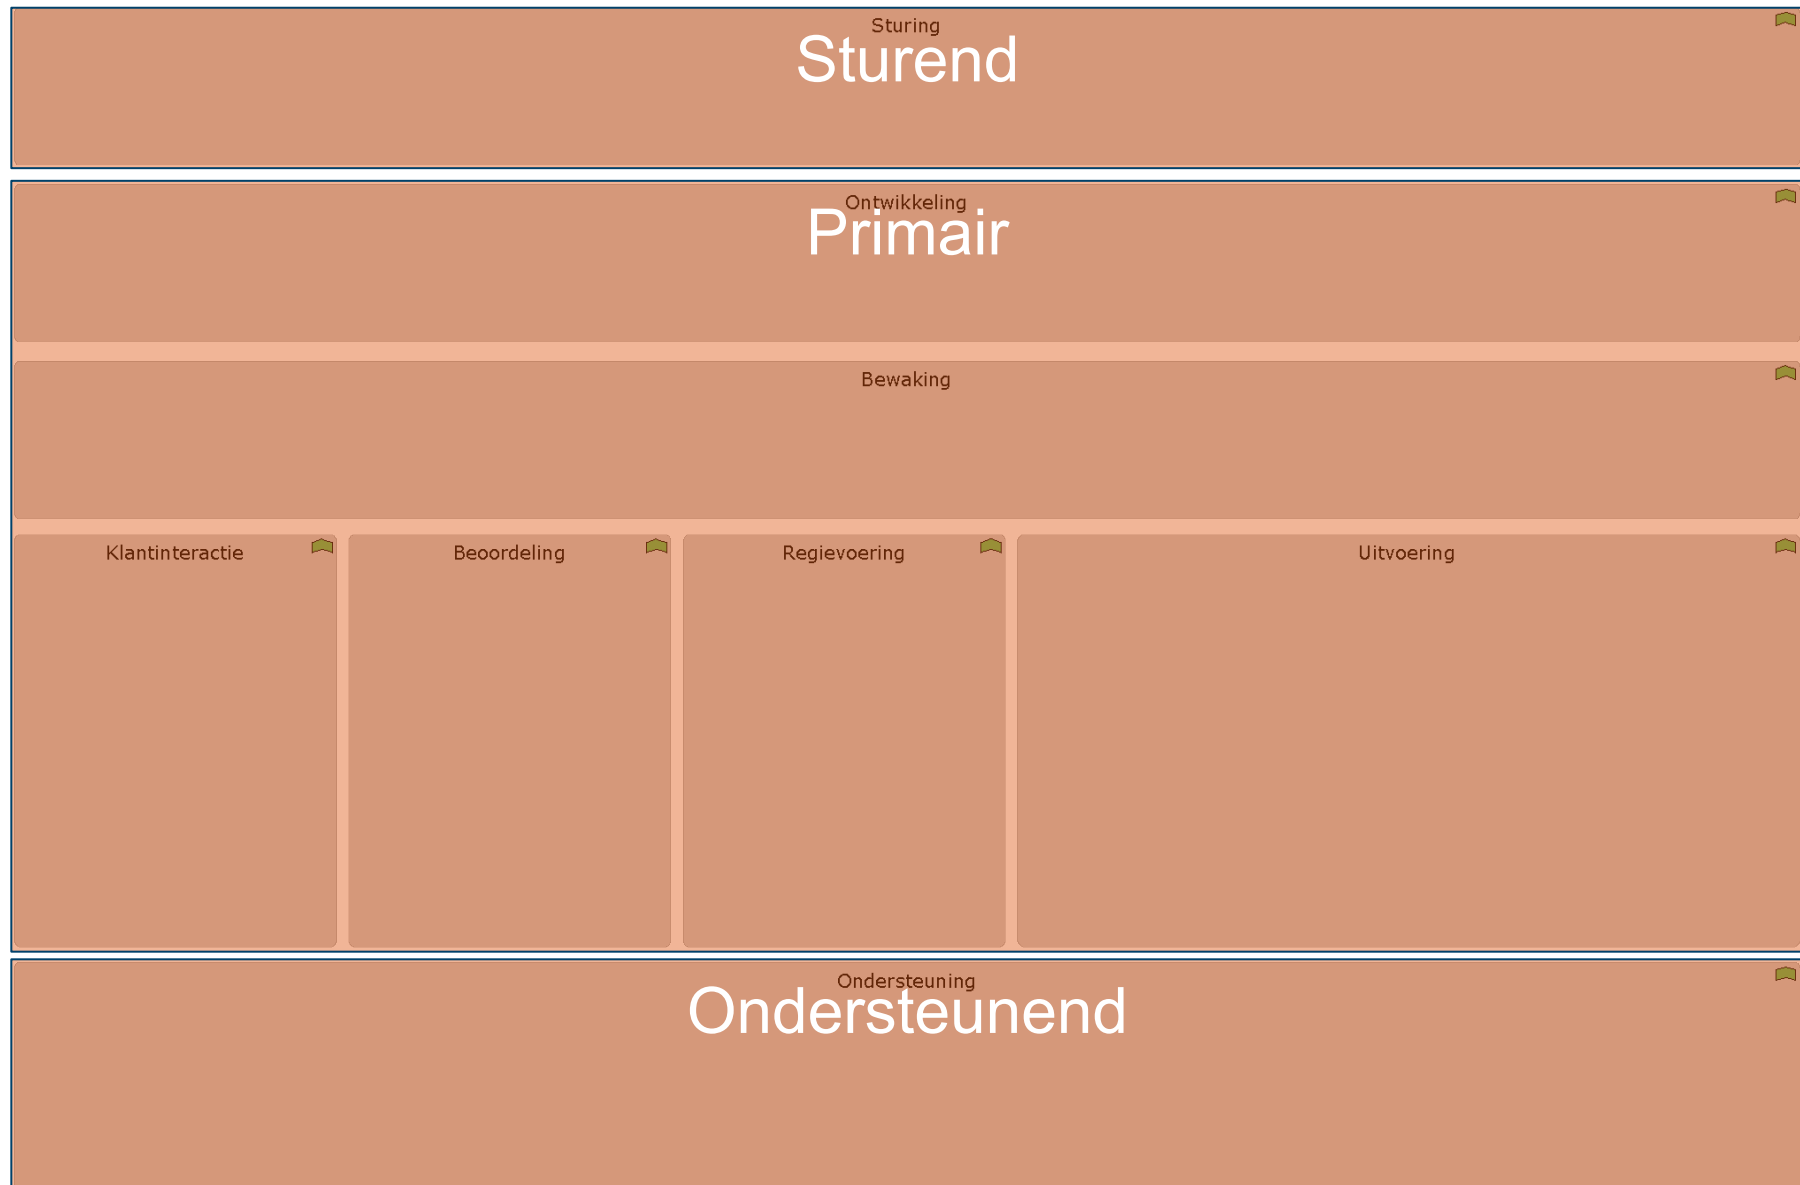 Sturing
Sturend
Ontwikkeling
Primair
Bewaking
Klantinteractie
Beoordeling
Regievoering
Uitvoering
Ondersteuning
Ondersteunend